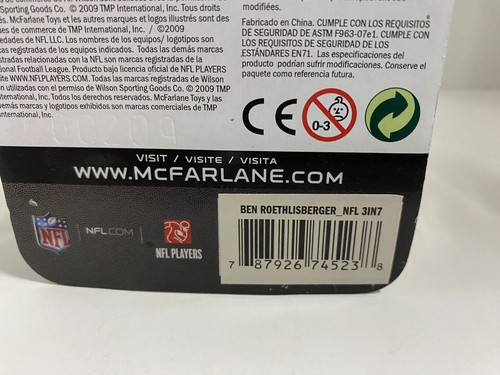 Sporting Goods Co. © 2009 TMP International, Inc. Tous droits
McFarlane Toys et les autres marques et logos illustrés sont des
ues de commerce de TMP International, Inc. / ©2009
edades de NFL LLC. Los nombres de los equipos/ logotipos son
cas registradas de los equipos indicados. Todas las demás marcas
stradas relacionadas con la NFL son marcas registradas de la
onal Football League. Producto bajo licencia oficial de NFL PLAYERS
site WWW.NFLPLAYERS.COM. Todas las marcas registradas de Wilson
n utilizadas con el permiso de Wilson Sporting Goods Co. © 2009 TMP
nternational, Inc. Todos los derechos reservados. McFarlane Toys y las
emás marcas y logotipos exhibidos son marcas comerciales de TMP
nternational, Inc.
modifiées.
Fabricado en China. CUMPLE CON LOS REQUISITOS
DE SEGURIDAD DE ASTM F963-07e1. CUMPLE CON
LOS REQUISITOS DE SEGURIDAD DE LOS
ESTÁNDARES EN71. Las especificaciones del
producto podrían sufrir modificaciones. Conserve el
paquete como referencia futura.
CE
0-3
VISIT / VISITE / VISITA
WWW.MCFARLANE.COM
NFL
NFL.COM
NFL PLAYERS
BEN ROETHLISBERGER_NFL 3IN7
7 87926 74523 8